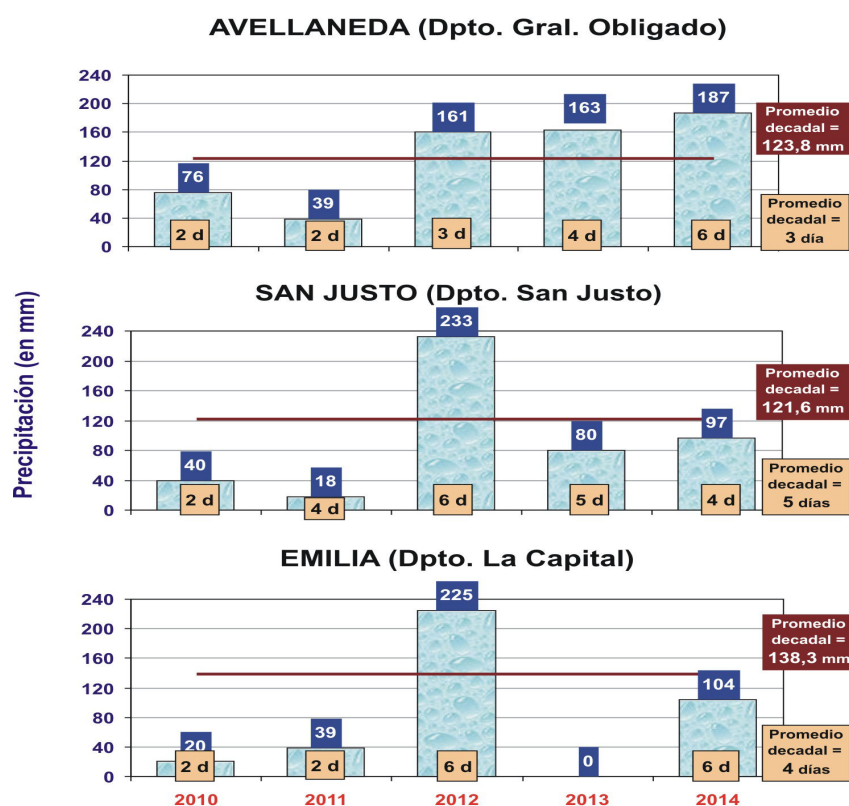 AVELLANEDA (Dpto. Gral. Obligado)
240
200
160
120
80
40
0
76
39
161
163
187
2 d
2 d
3 d
4 d
6 d
Promedio
decadal =
123,8 mm
Promedio
decadal =
3 día
Precipitación (en mm)
SAN JUSTO (Dpto. San Justo)
240
200
160
120
80
40
0
40
18
233
80
97
2 d
4 d
6 d
5 d
4 d
Promedio
decadal =
121,6 mm
Promedio
decadal =
5 días
EMILIA (Dpto. La Capital)
240
200
160
120
80
40
0
20
39
225
0
104
2 d
2 d
6 d
6 d
Promedio
decadal =
138,3 mm
Promedio
decadal =
4 días
2010
2011
2012
2013
2014